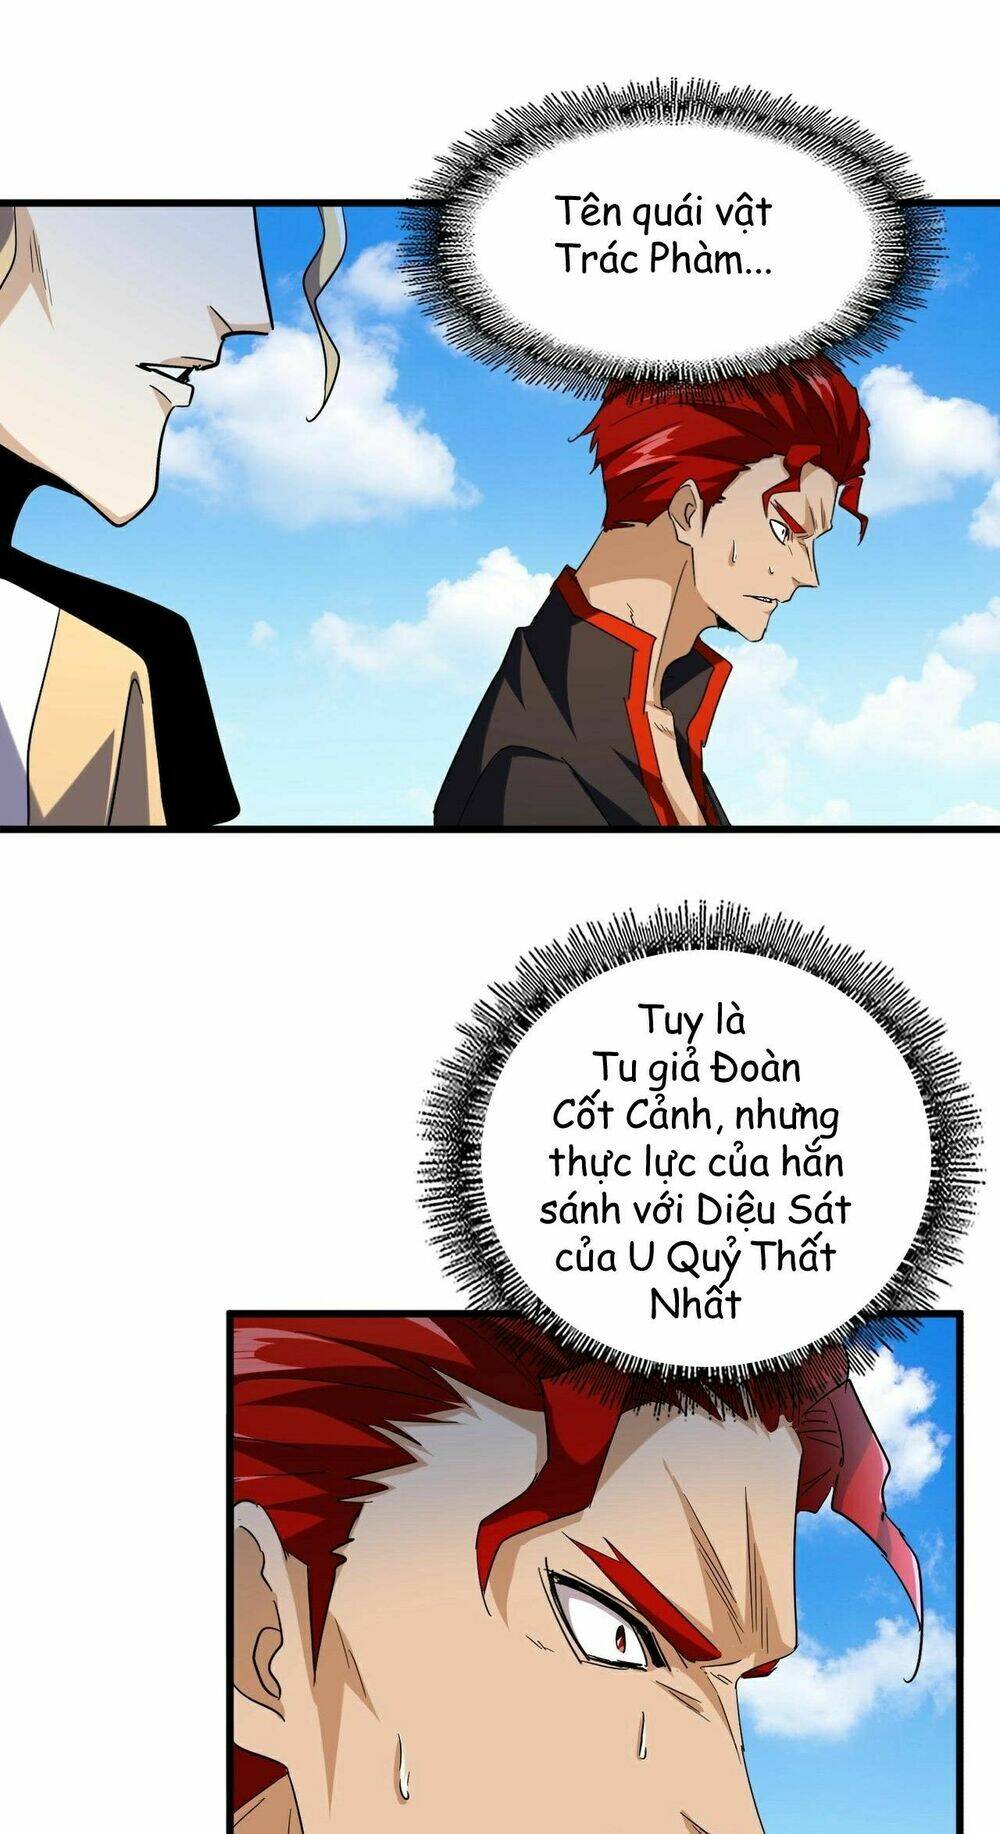 Tên quái vật
Trác Phàm...
Tuy là
Tu giả Đoàn
Cốt Cảnh, nhưng
thực lực của hắn
sánh với Diệu Sát
của U Quỷ Thất
Nhất